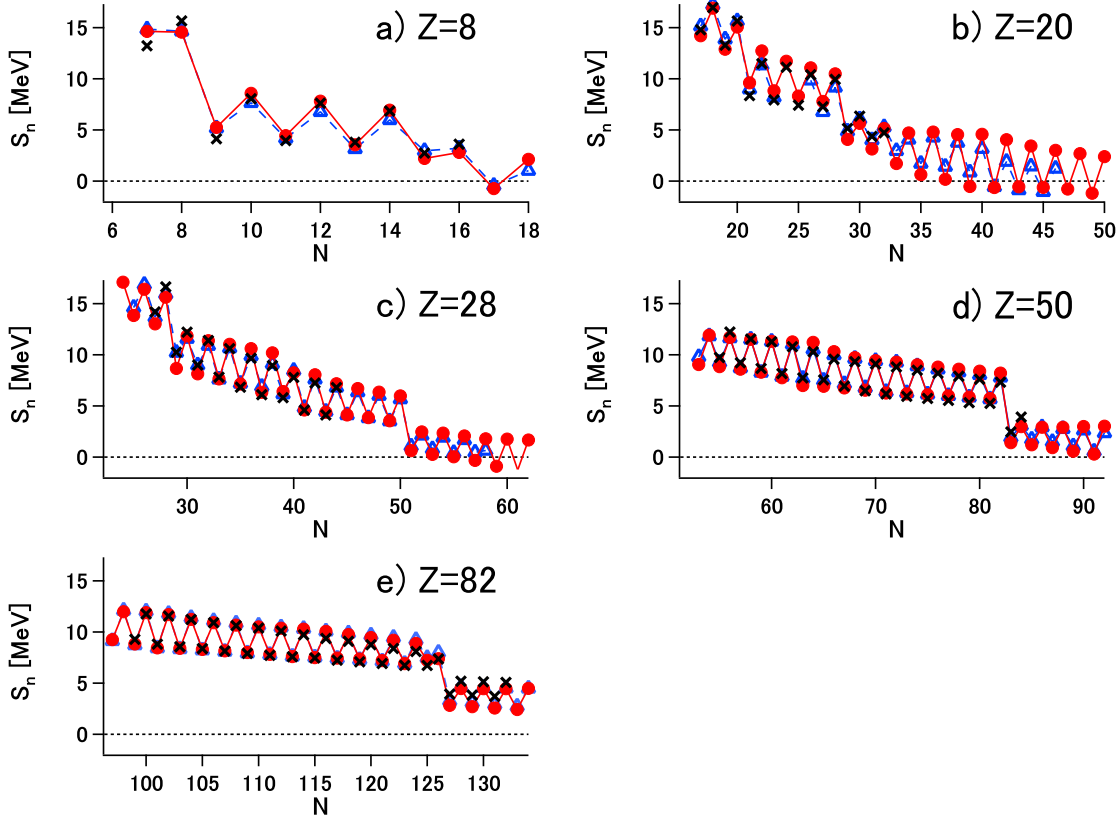 a) Z=8
Sn [MeV]
15
10
5
0
6 8 10 12 14 16 18
N
b) Z=20
Sn [MeV]
15
10
5
0
20 25 30 35 40 45 50
N
c) Z=28
Sn [MeV]
15
10
5
0
30 40 50 60
N
d) Z=50
Sn [MeV]
15
10
5
0
60 70 80 90
N
e) Z=82
Sn [MeV]
15
10
5
0
100 105 110 115 120 125 130
N